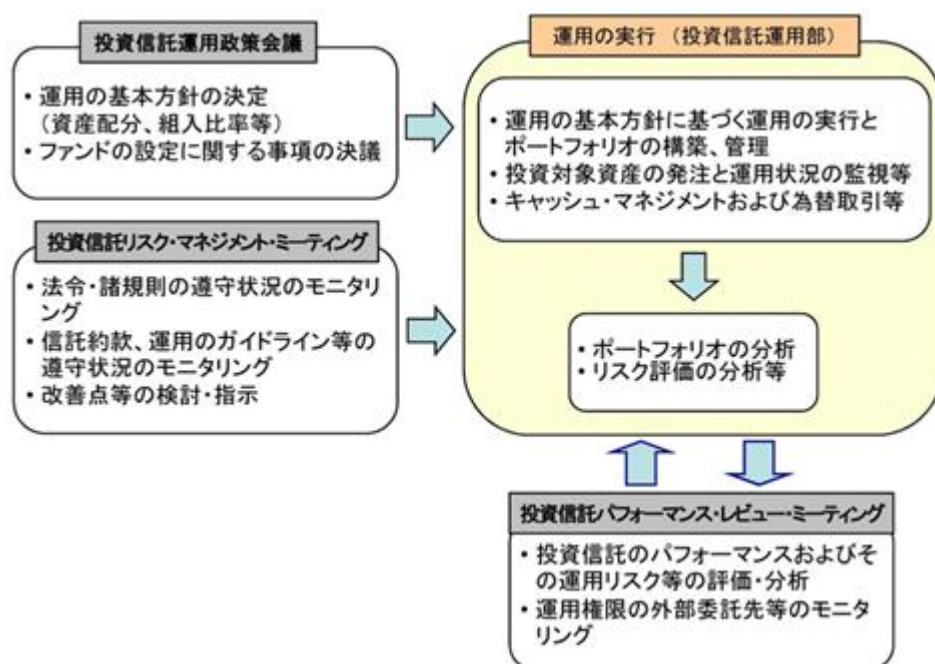 投資信託運用政策会議
・運用の基本方針の決定
（資産配分、組入比率等）
・ファンドの設定に関する事項の決議
投資信託リスク・マネジメント・ミーティング
・法令・諸規則の遵守状況のモニタリ
ング
・信託約款、運用のガイドライン等の
遵守状況のモニタリング
・改善点等の検討・指示
運用の実行 （投資信託運用部）
・運用の基本方針に基づく運用の実行と
ポートフォリオの構築、管理
・投資対象資産の発注と運用状況の監視等
・キャッシュ・マネジメントおよび為替取引等
・ポートフォリオの分析
・リスク評価の分析等
投資信託パフォーマンス・レビュー・ミーティング
・投資信託のパフォーマンスおよびそ
の運用リスク等の評価・分析
・運用権限の外部委託先等のモニタ
リング